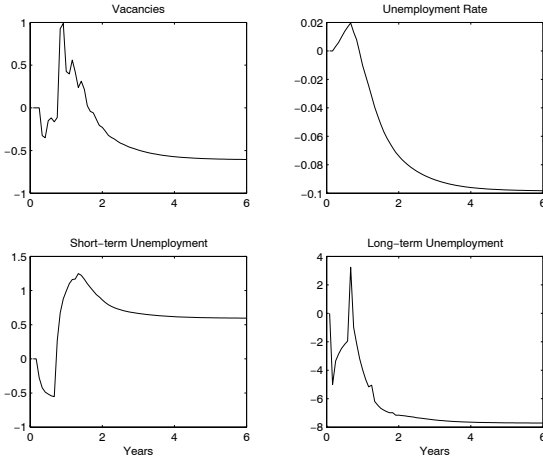 Vacancies
1
0.5
0
−0.5
−1
0 2 4 6
Unemployment Rate
0.02
0
−0.02
−0.04
−0.06
−0.08
−0.1
0 2 4 6
Short−term Unemployment
1.5
1
0.5
0
−0.5
−1
0 2 4 6
Years
Long−term Unemployment
4
2
0
−2
−4
−6
−8
0 2 4 6
Years